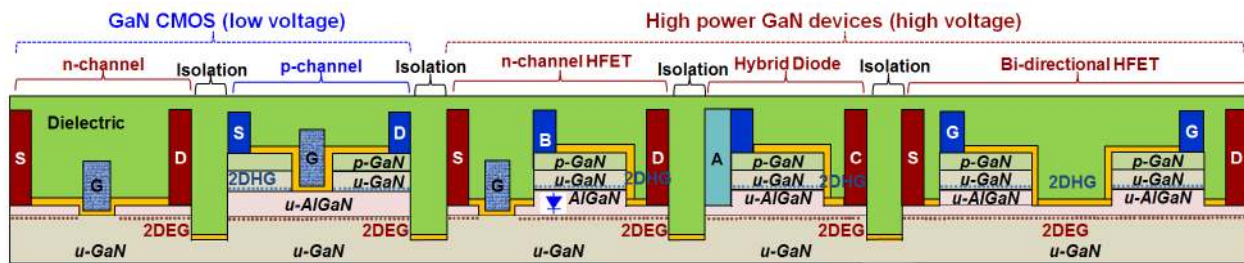 GaN CMOS (low voltage)
High power GaN devices (high voltage)
n-channel
Isolation
p-channel
Isolation
n-channel HFET
Isolation
Hybrid Diode
Isolation
Bi-directional HFET
Dielectric
S
G
D
S
G
D
S
G
B
D
A
C
S
G
G
D
p-GaN
p-GaN
p-GaN
p-GaN
p-GaN
p-GaN
2DHG
u-GaN
u-GaN
2DHG
u-GaN
2DHG
u-GaN
2DHG
u-GaN
u-AlGaN
AlGaN
u-AlGaN
u-AlGaN
u-AlGaN
2DEG
2DEG
2DEG
2DEG
2DEG
u-GaN
u-GaN
u-GaN
u-GaN
u-GaN